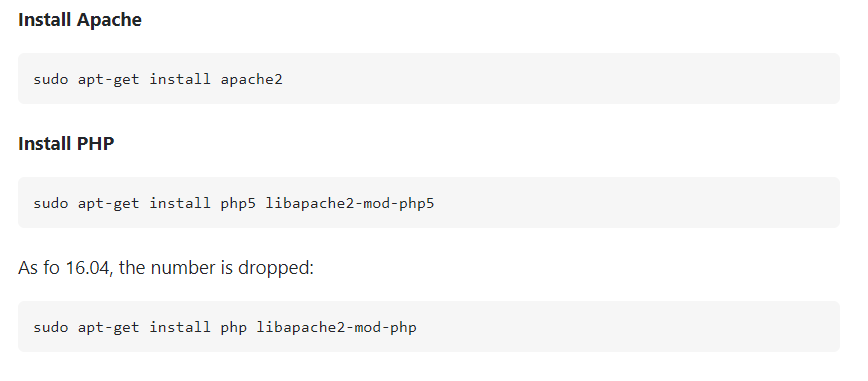 Install Apache
sudo apt-get install apache2
Install PHP
sudo apt-get install php5 libapache2-mod-php5
As fo 16.04, the number is dropped:
sudo apt-get install php libapache2-mod-php